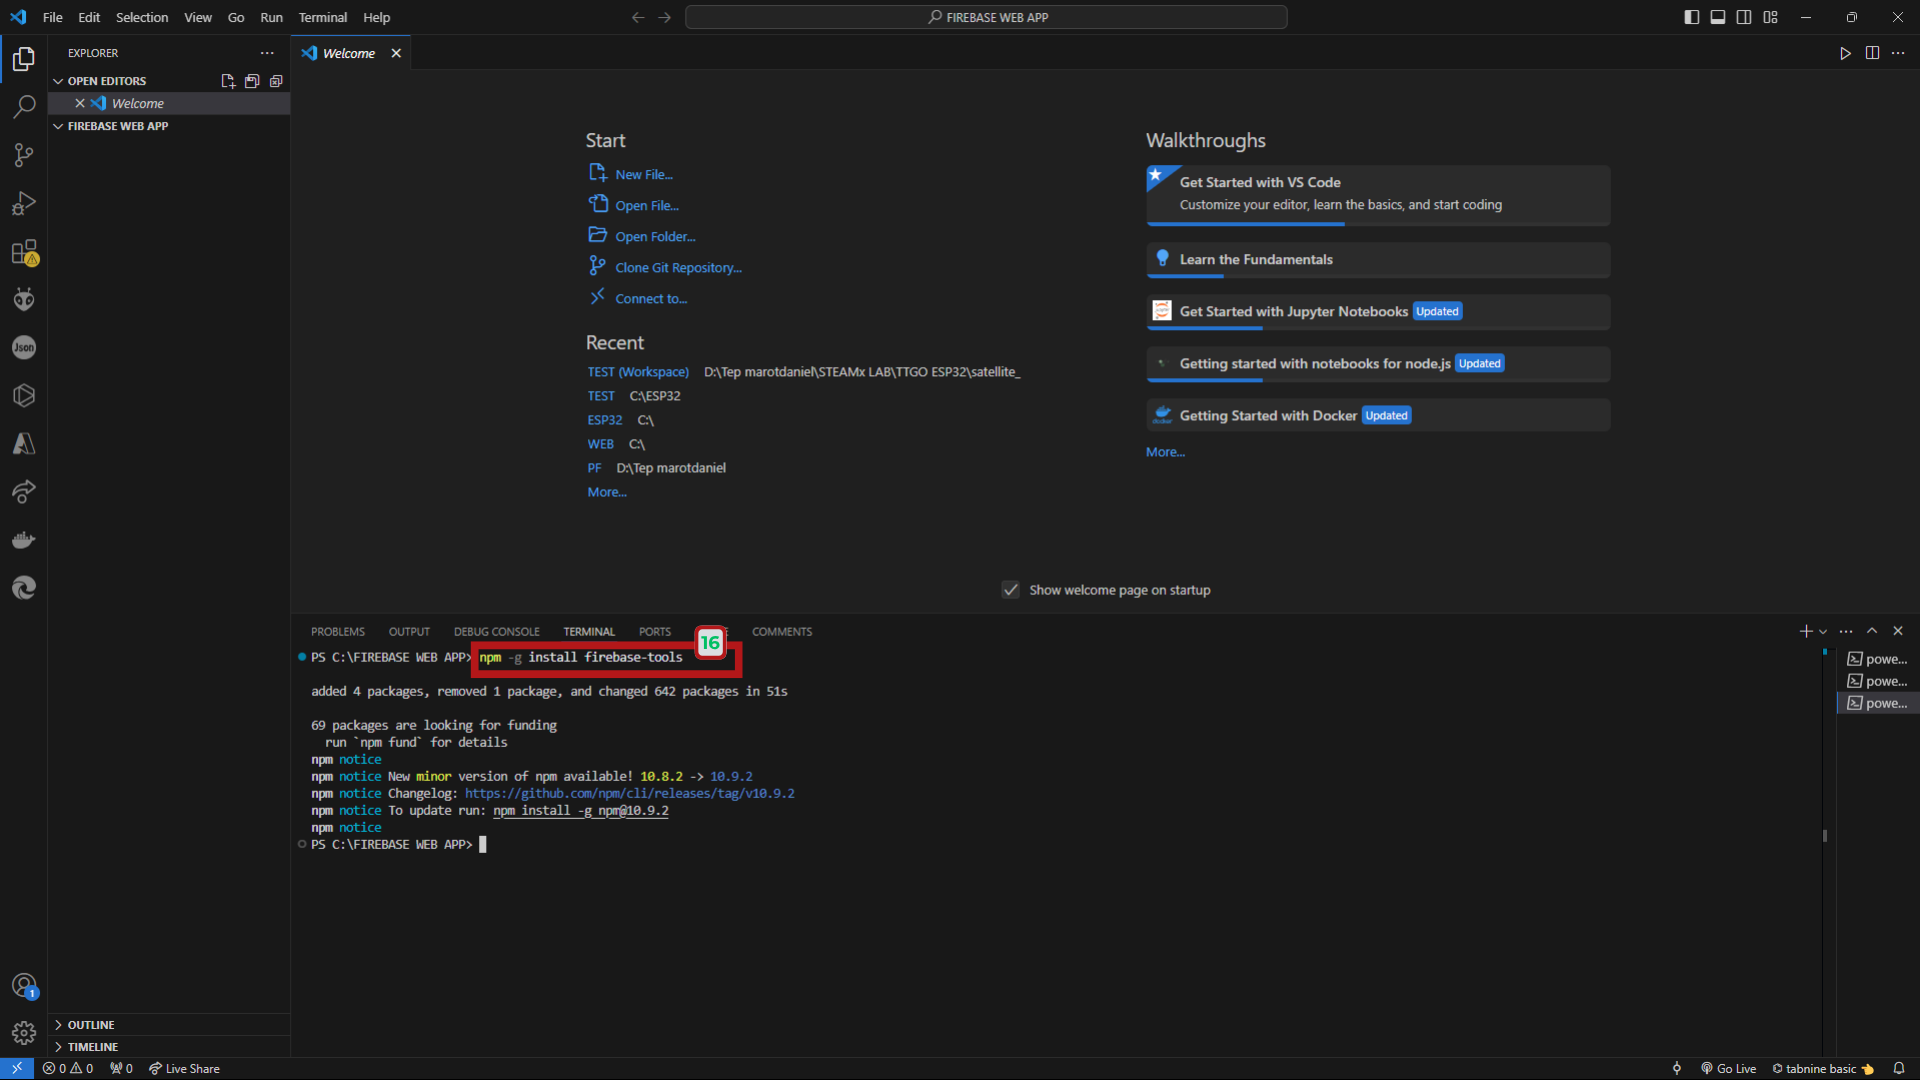 File Edit Selection View Go Run Terminal Help
FIREBASE WEB APP
EXPLORER
OPEN EDITORS
Welcome
FIREBASE WEB APP
OUTLINE
TIMELINE
Json
1
Welcome
Start
New File...
Open File...
Open Folder...
Clone Git Repository...
Connect to...
Recent
TEST (Workspace) D:\Tep marotdaniel\STEAMx LAB\TTGO ESP32\satellite_
TEST C:\ESP32
ESP32 C:\
WEB C:\
PF D:\Tep marotdaniel
More...
Walkthroughs
Get Started with VS Code
Customize your editor, learn the basics, and start coding
Learn the Fundamentals
Get Started with Jupyter Notebooks Updated
Getting started with notebooks for node.js Updated
Getting Started with Docker Updated
More...
Show welcome page on startup
PROBLEMS OUTPUT DEBUG CONSOLE TERMINAL PORTS COMMENTS
16
PS C:\FIREBASE WEB APP> npm -g install firebase-tools
added 4 packages, removed 1 package, and changed 642 packages in 51s
69 packages are looking for funding
run `npm fund` for details
npm notice
npm notice New minor version of npm available! 10.8.2 -> 10.9.2
npm notice Changelog: https://github.com/npm/cli/releases/tag/v10.9.2
npm notice To update run: npm install -g npm@10.9.2
npm notice
PS C:\FIREBASE WEB APP>
powe...
powe...
powe...
0 0 0 Live Share
Go Live tabnine basic